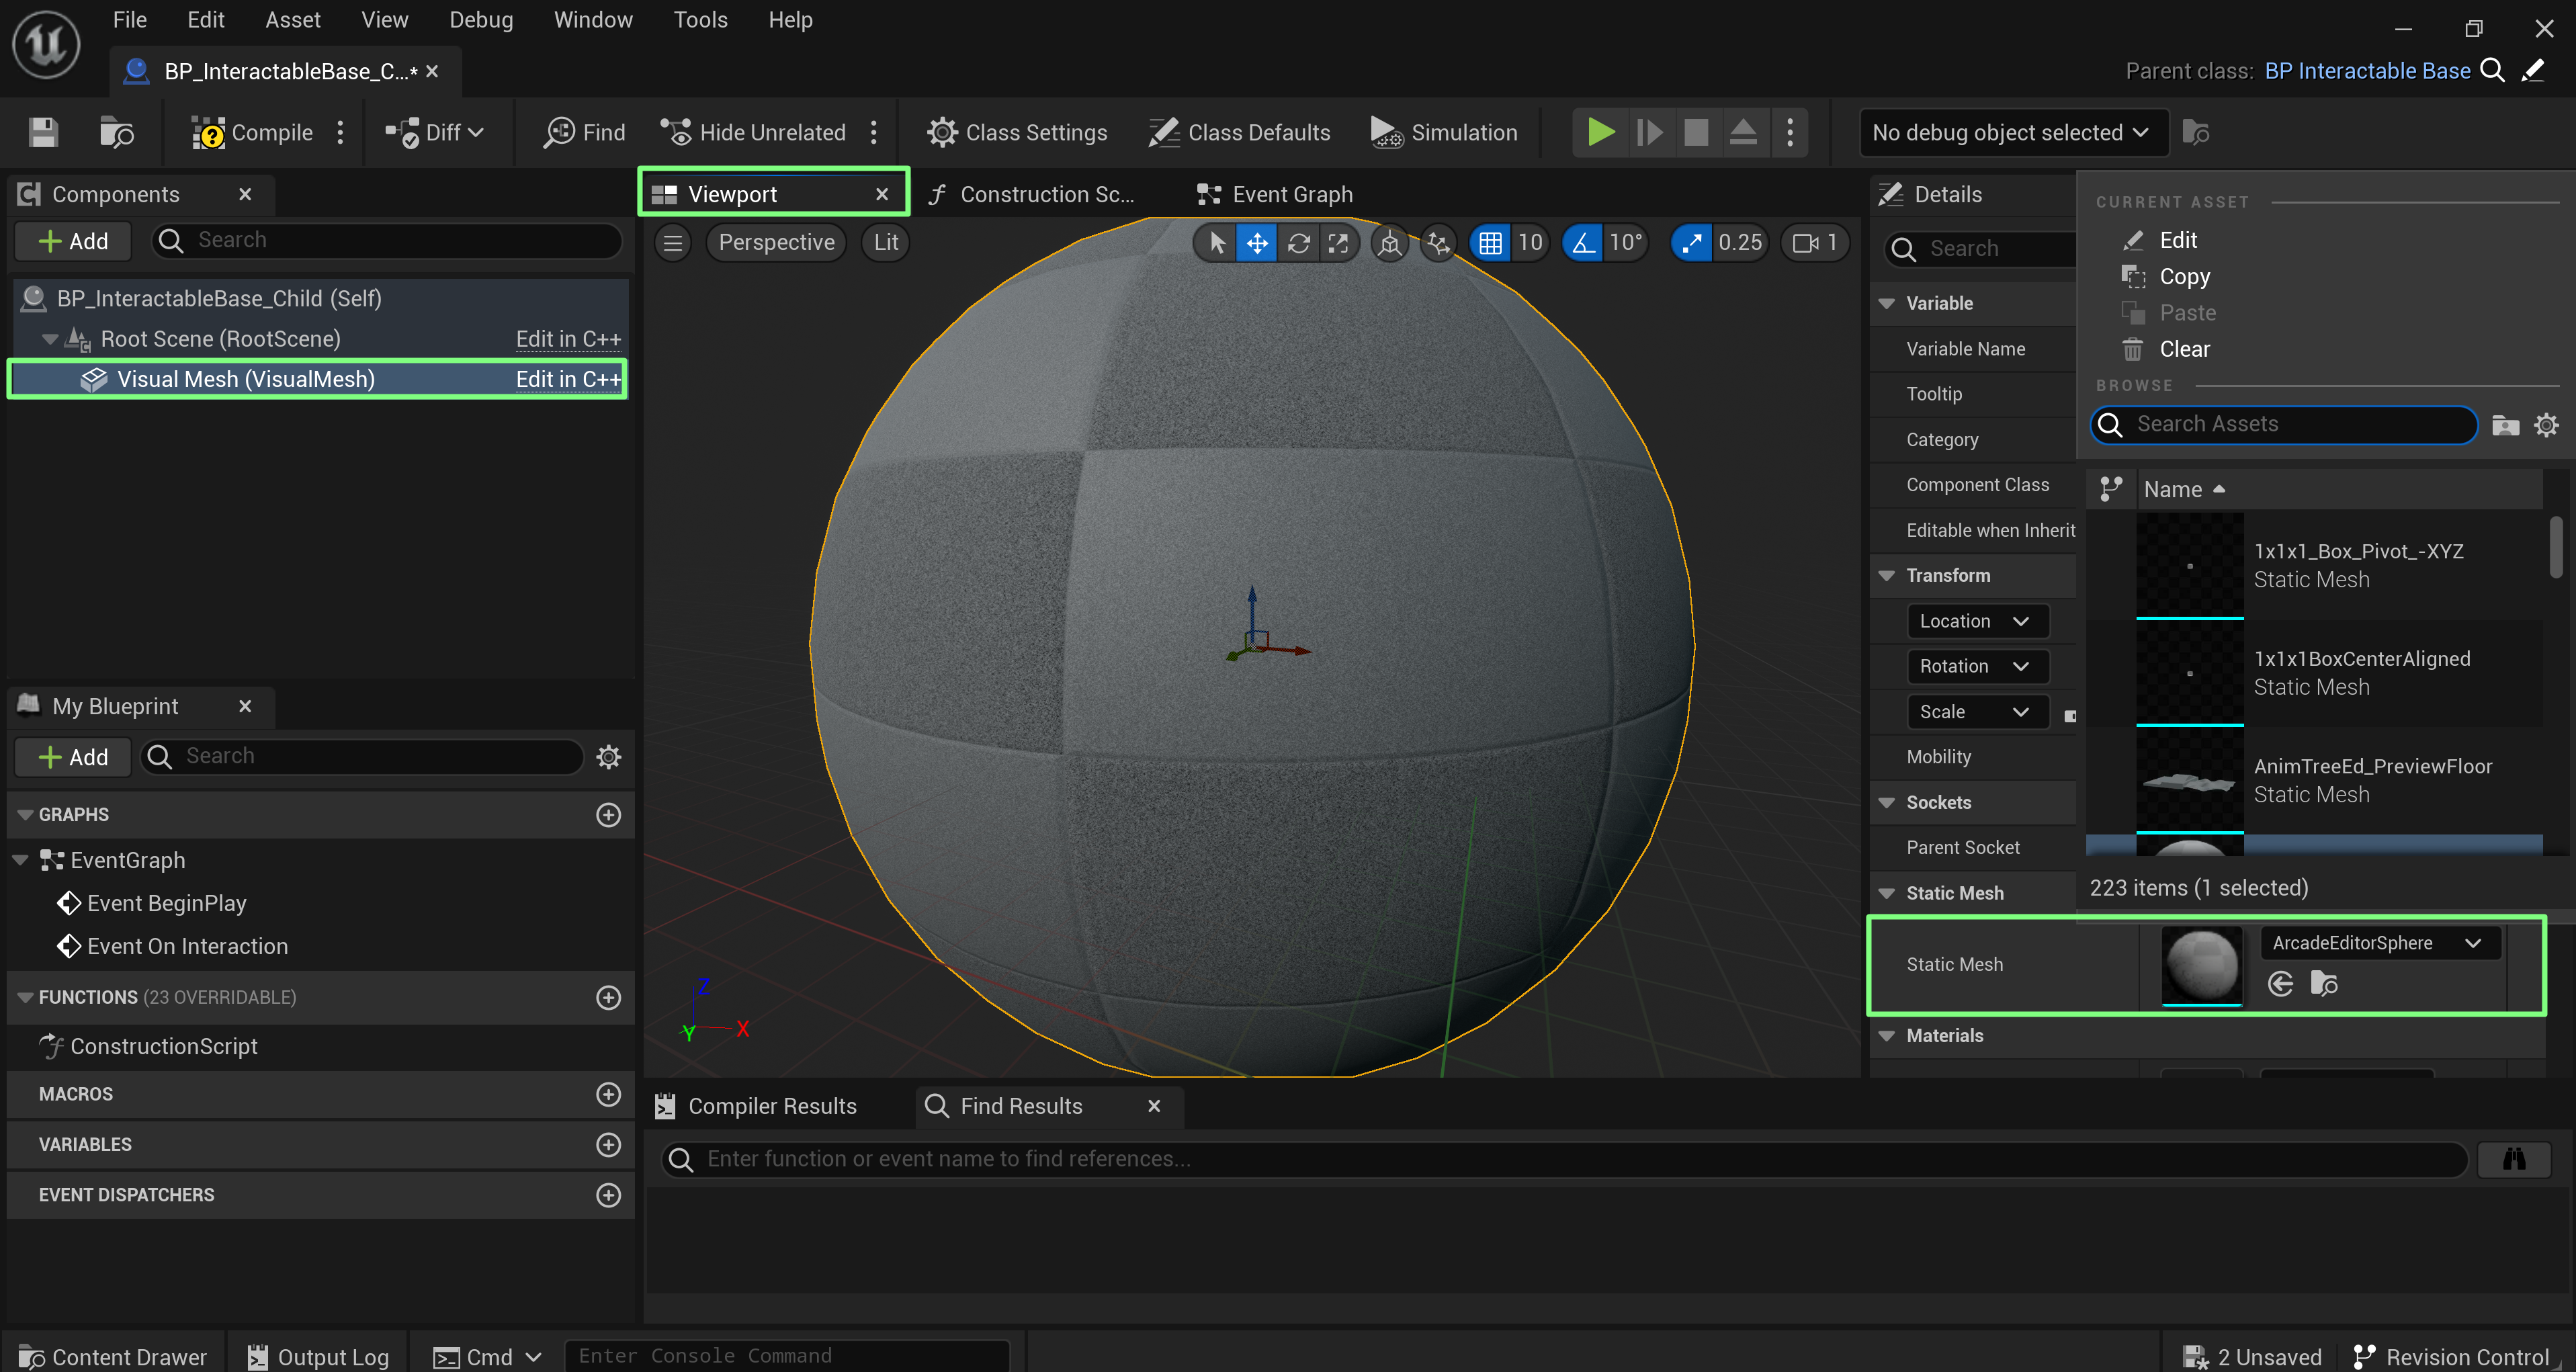 File Edit Asset View Debug Window Tools Help
BP_InteractableBase_C...*
Parent class: BP Interactable Base
Compile Diff Find Hide Unrelated Class Settings Class Defaults Simulation No debug object selected
Components
Add Search
BP_InteractableBase_Child (Self)
Root Scene (RootScene) Edit in C++
Visual Mesh (VisualMesh) Edit in C++
My Blueprint
Add Search
GRAPHS
EventGraph
Event BeginPlay
Event On Interaction
FUNCTIONS (23 OVERRIDABLE)
ConstructionScript
MACROS
VARIABLES
EVENT DISPATCHERS
Viewport Construction Sc... Event Graph
Perspective Lit 10 10° 0.25 1
Z
Y X
Compiler Results Find Results
Enter function or event name to find references...
Details
Search
Variable
Variable Name
Tooltip
Category
Component Class
Editable when Inherit
Transform
Location
Rotation
Scale
Mobility
Sockets
Parent Socket
Static Mesh
Static Mesh ArcadeEditorSphere
Materials
CURRENT ASSET
Edit
Copy
Paste
Clear
BROWSE
Search Assets
Name
1x1x1_Box_Pivot_-XYZ
Static Mesh
1x1x1BoxCenterAligned
Static Mesh
AnimTreeEd_PreviewFloor
Static Mesh
223 items (1 selected)
Content Drawer Output Log Cmd Enter Console Command 2 Unsaved Revision Control